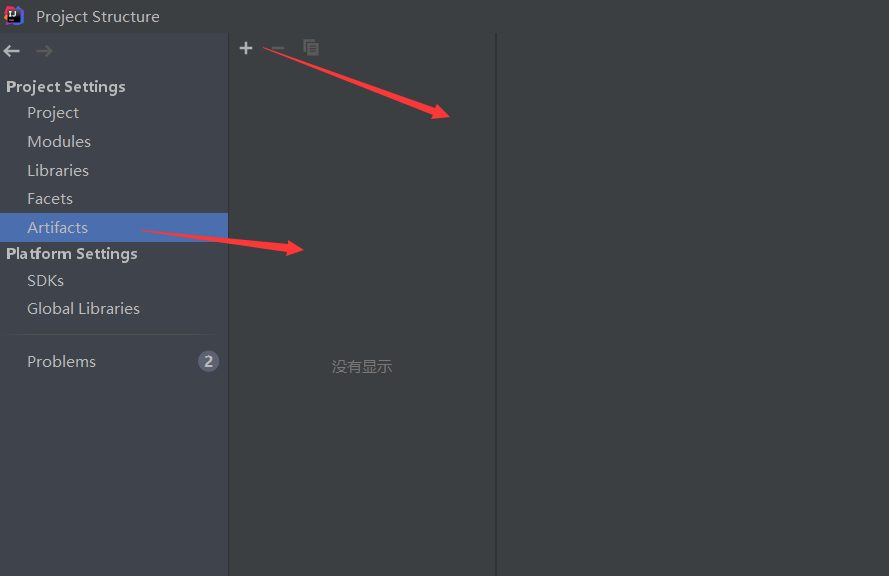 Project Structure
Project Settings
Project
Modules
Libraries
Facets
Artifacts
Platform Settings
SDKs
Global Libraries
Problems 2
没有显示